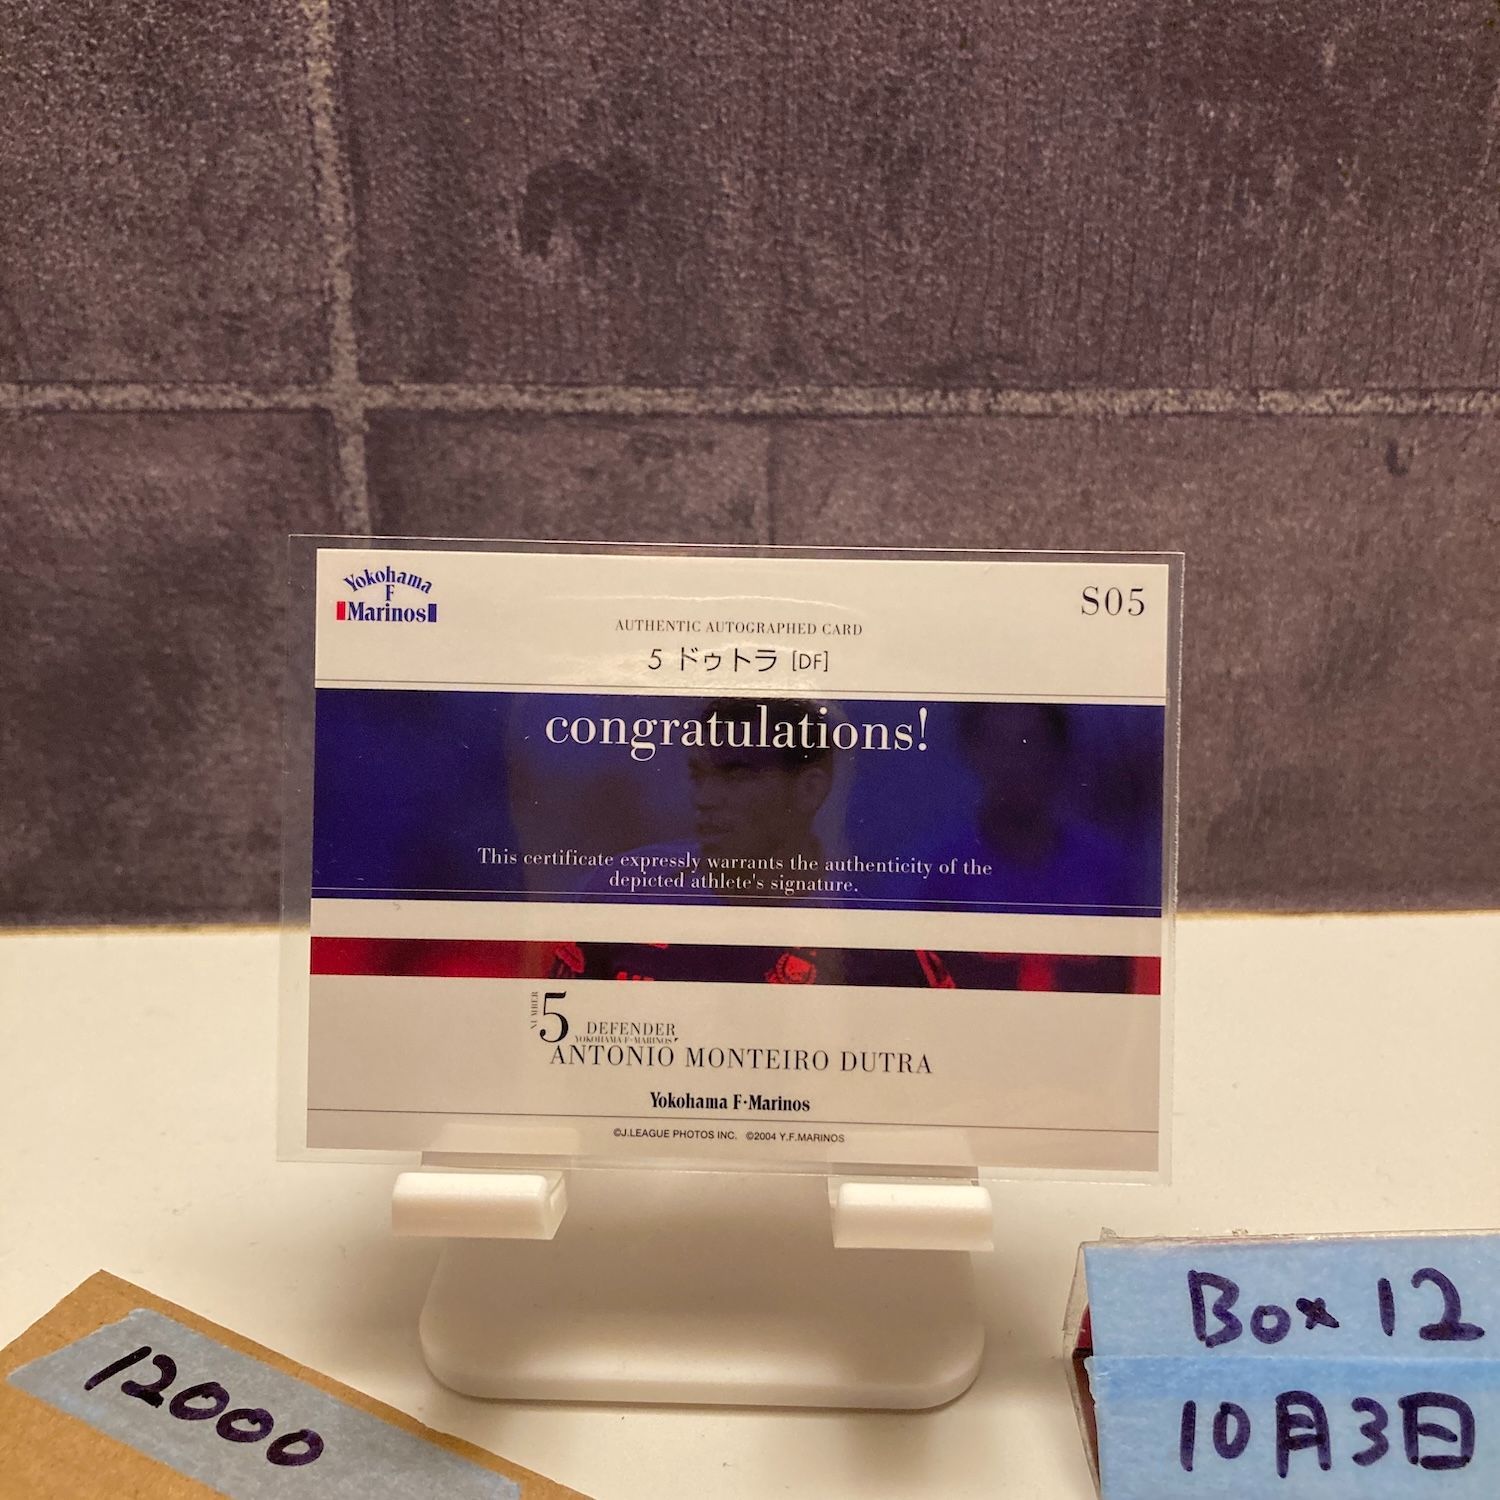 Yokohama
F
Marinos
S05
AUTHENTIC AUTOGRAPHED CARD
5 ドゥトラ [DF]
congratulations!
This certificate expressly warrants the authenticity of the
depicted athlete's signature.
NUMBER
5
DEFENDER
YOKOHAMA F·MARINOS
ANTONIO MONTEIRO DUTRA
Yokohama F·Marinos
©J.LEAGUE PHOTOS INC. ©2004 Y.F.MARINOS
12000
Box 12
10月3日